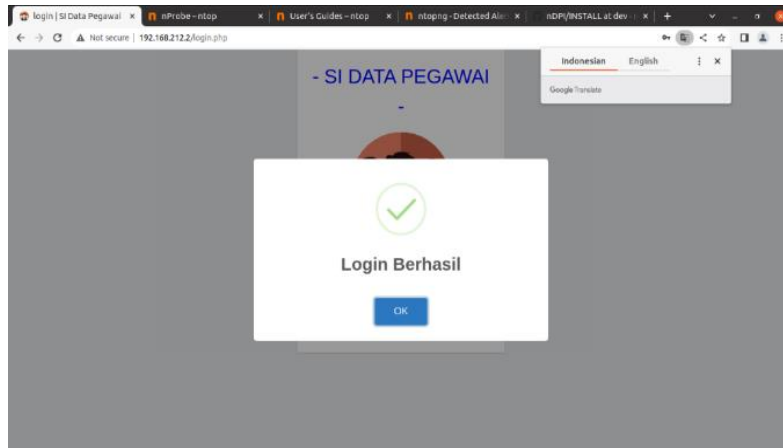 login | SI Data Pegawai
nProbe – ntop
User's Guides – ntop
ntopng - Detected Ale
nDPI/INSTALL at dev
Not secure | 192.168.212.2/login.php
Indonesian English
Google Translate
- SI DATA PEGAWAI
-
Login Berhasil
OK